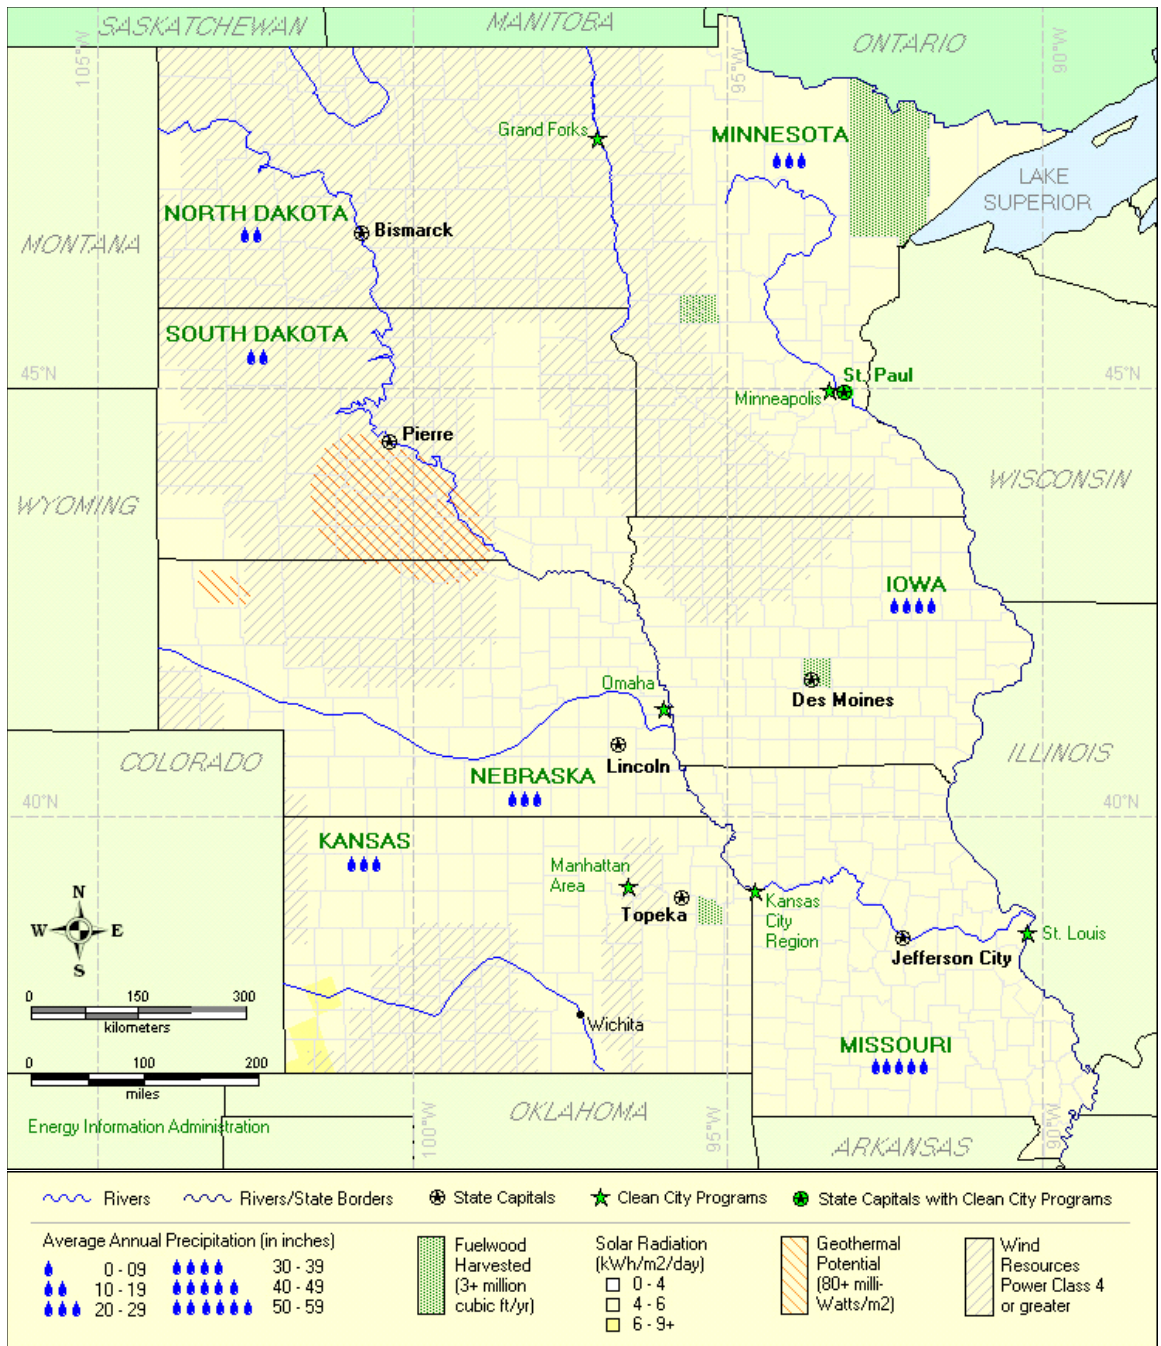 SASKATCHEWAN
MANITOBA
ONTARIO
105°W
95°W
90°W
Grand Forks
MINNESOTA
LAKE
SUPERIOR
NORTH DAKOTA
Bismarck
MONTANA
SOUTH DAKOTA
45°N
45°N
St. Paul
Minneapolis
Pierre
WISCONSIN
WYOMING
IOWA
Omaha
Des Moines
COLORADO
Lincoln
ILLINOIS
NEBRASKA
40°N
40°N
KANSAS
Manhattan
Area
Topeka
Kansas
City
Region
N
W
E
S
St. Louis
Jefferson City
0
150
300
kilometers
Wichita
MISSOURI
0
100
200
miles
OKLAHOMA
100°W
95°W
90°W
Energy Information Administration
ARKANSAS
Rivers
Rivers/State Borders
State Capitals
Clean City Programs
State Capitals with Clean City Programs
Average Annual Precipitation (in inches)
0 - 09
10 - 19
20 - 29
30 - 39
40 - 49
50 - 59
Fuelwood
Harvested
(3+ million
cubic ft/yr)
Solar Radiation
(kWh/m2/day)
0 - 4
4 - 6
6 - 9+
Geothermal
Potential
(80+ milli-
Watts/m2)
Wind
Resources
Power Class 4
or greater